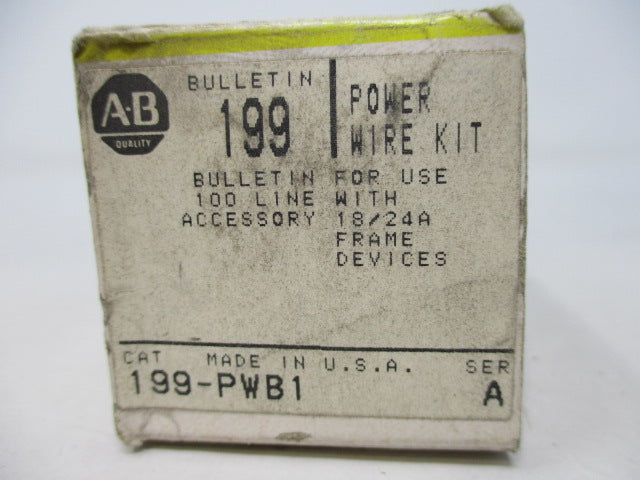 A-B
QUALITY
BULLETIN
199
POWER
WIRE KIT
BULLETIN FOR USE
100 LINE WITH
ACCESSORY 18/24A
FRAME
DEVICES
CAT MADE IN U.S.A. SER
199-PWB1 A